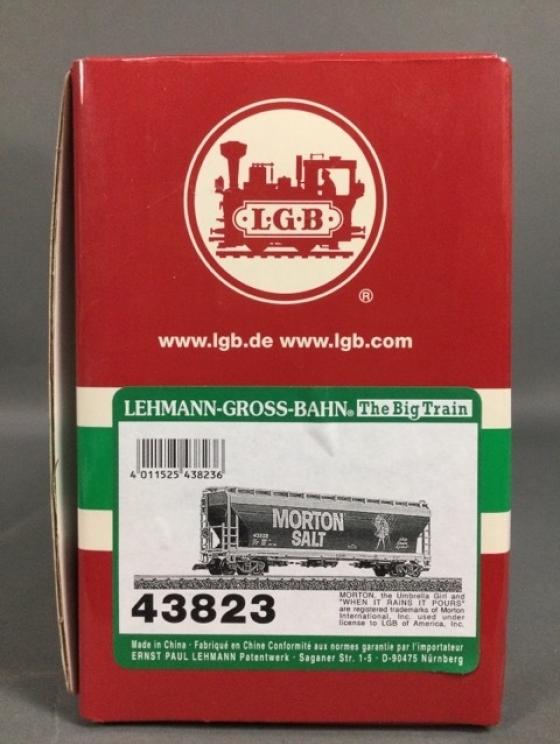 L·G·B
®
www.lgb.de www.lgb.com
LEHMANN-GROSS-BAHN® The Big Train
4 011525 438236
MORTON
SALT
43823
MORTON, the Umbrella Girl and
"WHEN IT RAINS IT POURS"
are registered trademarks of Morton
International, Inc. used under
license to LGB of America, Inc.
Made in China · Fabriqué en Chine Conformité aux normes garantie par l'importateur
ERNST PAUL LEHMANN Patentwerk · Saganer Str. 1-5 · D-90475 Nürnberg